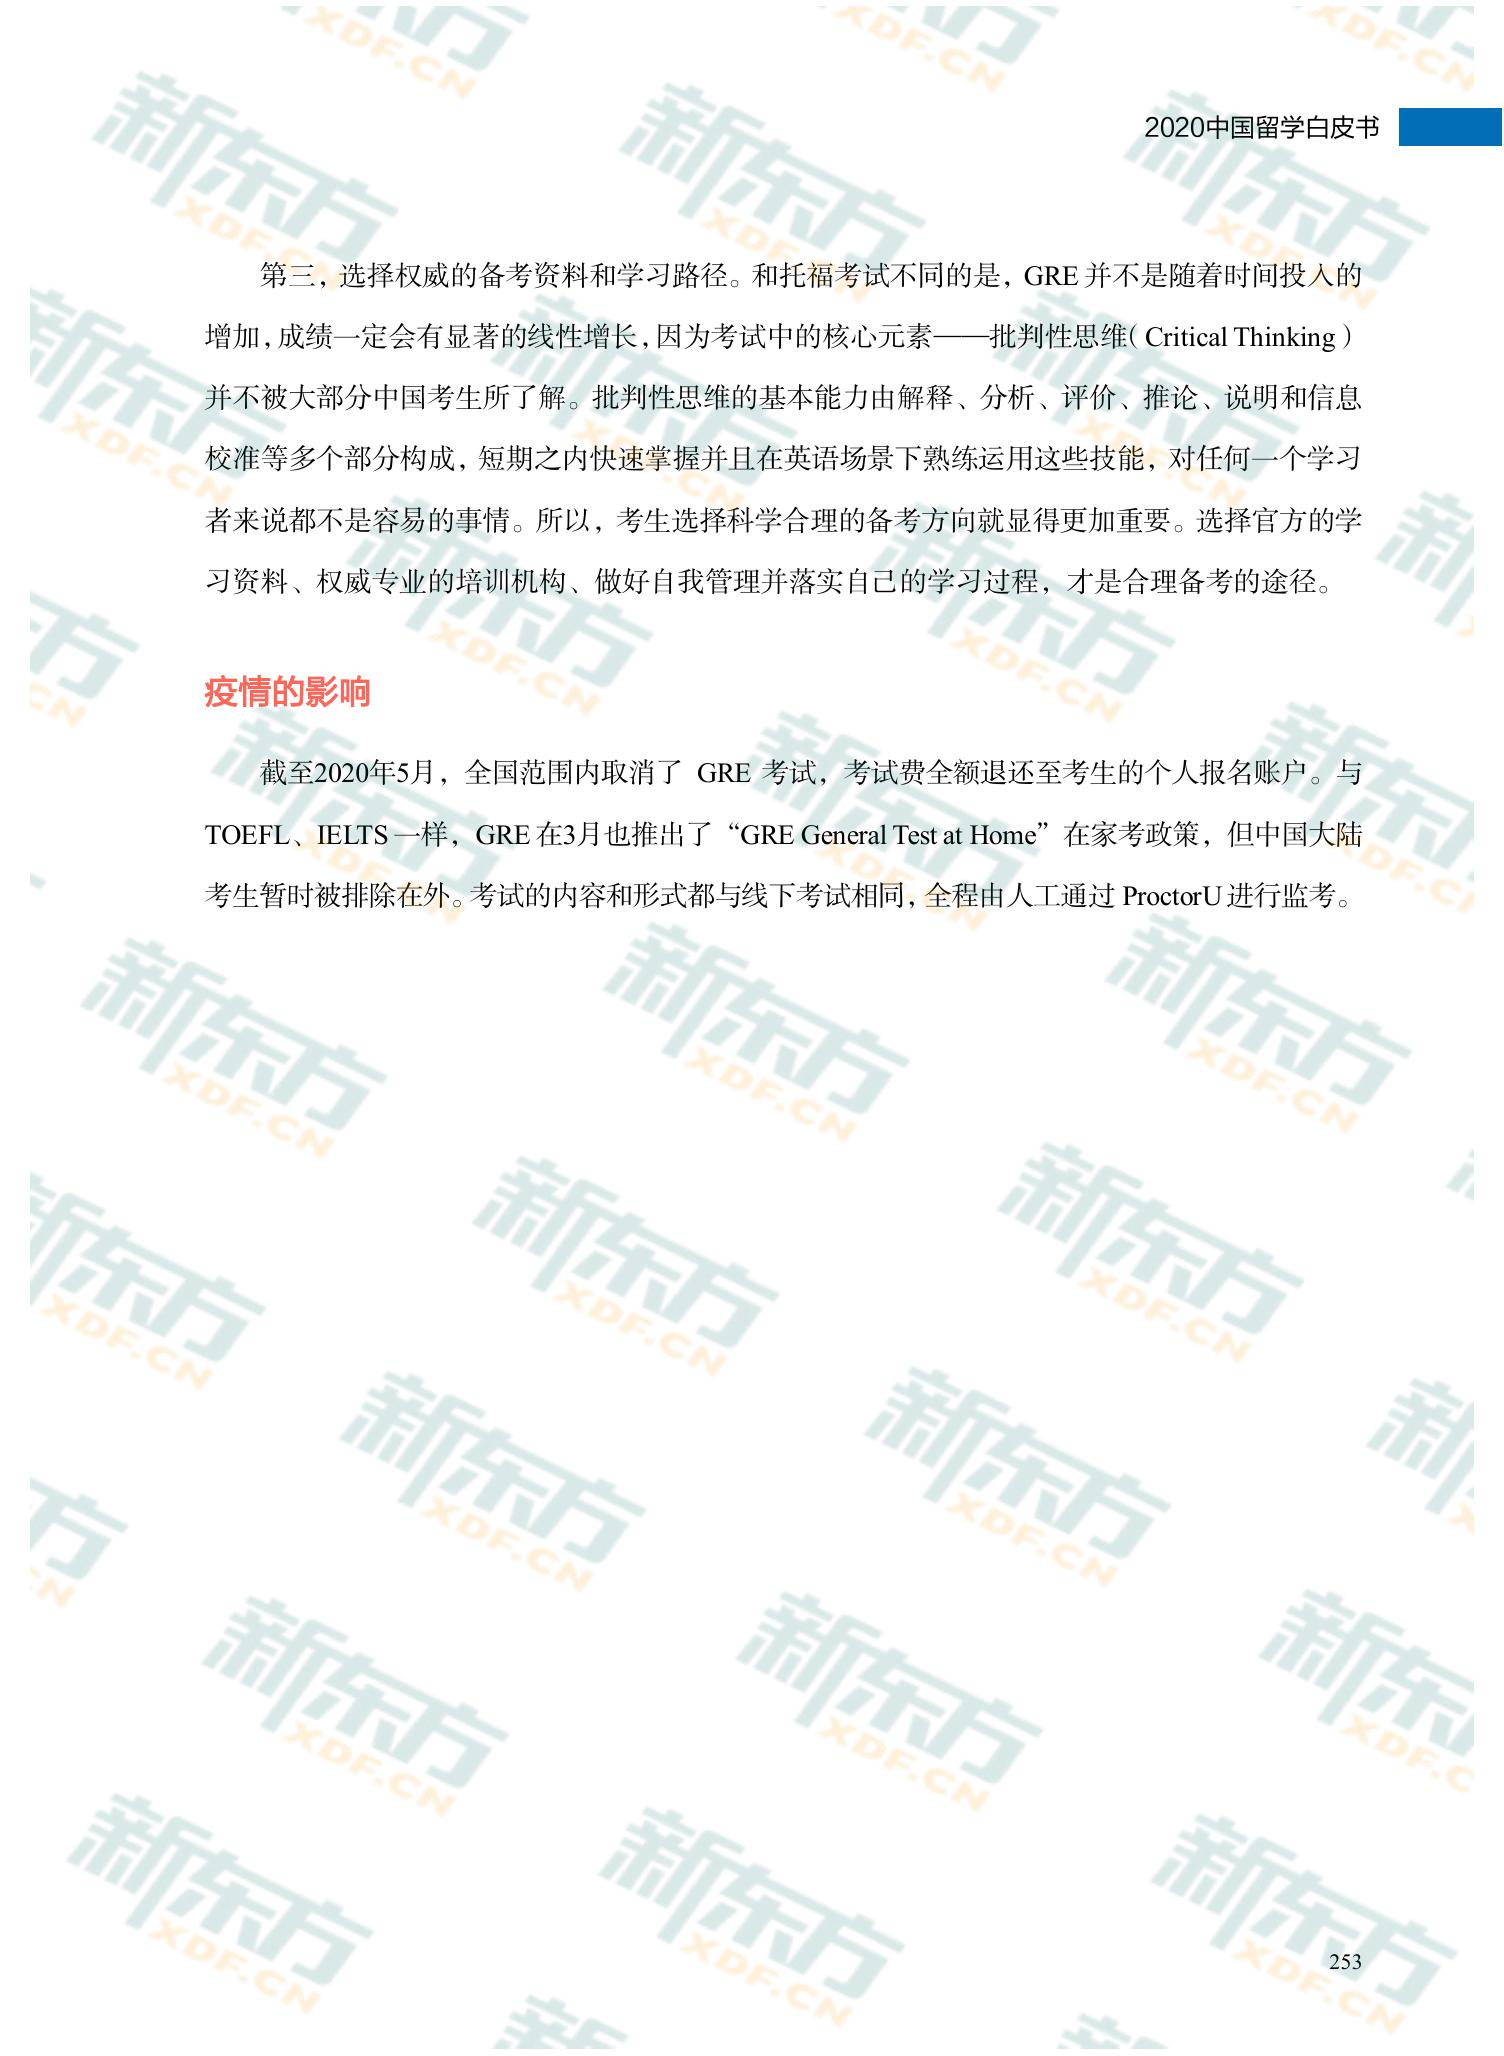 2020中国留学白皮书
第三，选择权威的备考资料和学习路径。和托福考试不同的是，GRE 并不是随着时间投入的
增加，成绩一定会有显著的线性增长，因为考试中的核心元素——批判性思维（Critical Thinking）
并不被大部分中国考生所了解。批判性思维的基本能力由解释、分析、评价、推论、说明和信息
校准等多个部分构成，短期之内快速掌握并且在英语场景下熟练运用这些技能，对任何一个学习
者来说都不是容易的事情。所以，考生选择科学合理的备考方向就显得更加重要。选择官方的学
习资料、权威专业的培训机构、做好自我管理并落实自己的学习过程，才是合理备考的途径。
疫情的影响
截至2020年5月，全国范围内取消了 GRE 考试，考试费全额退还至考生的个人报名账户。与
TOEFL、IELTS 一样，GRE 在3月也推出了“GRE General Test at Home”在家考政策，但中国大陆
考生暂时被排除在外。考试的内容和形式都与线下考试相同，全程由人工通过 ProctorU 进行监考。
253
新东方
XDF.CN